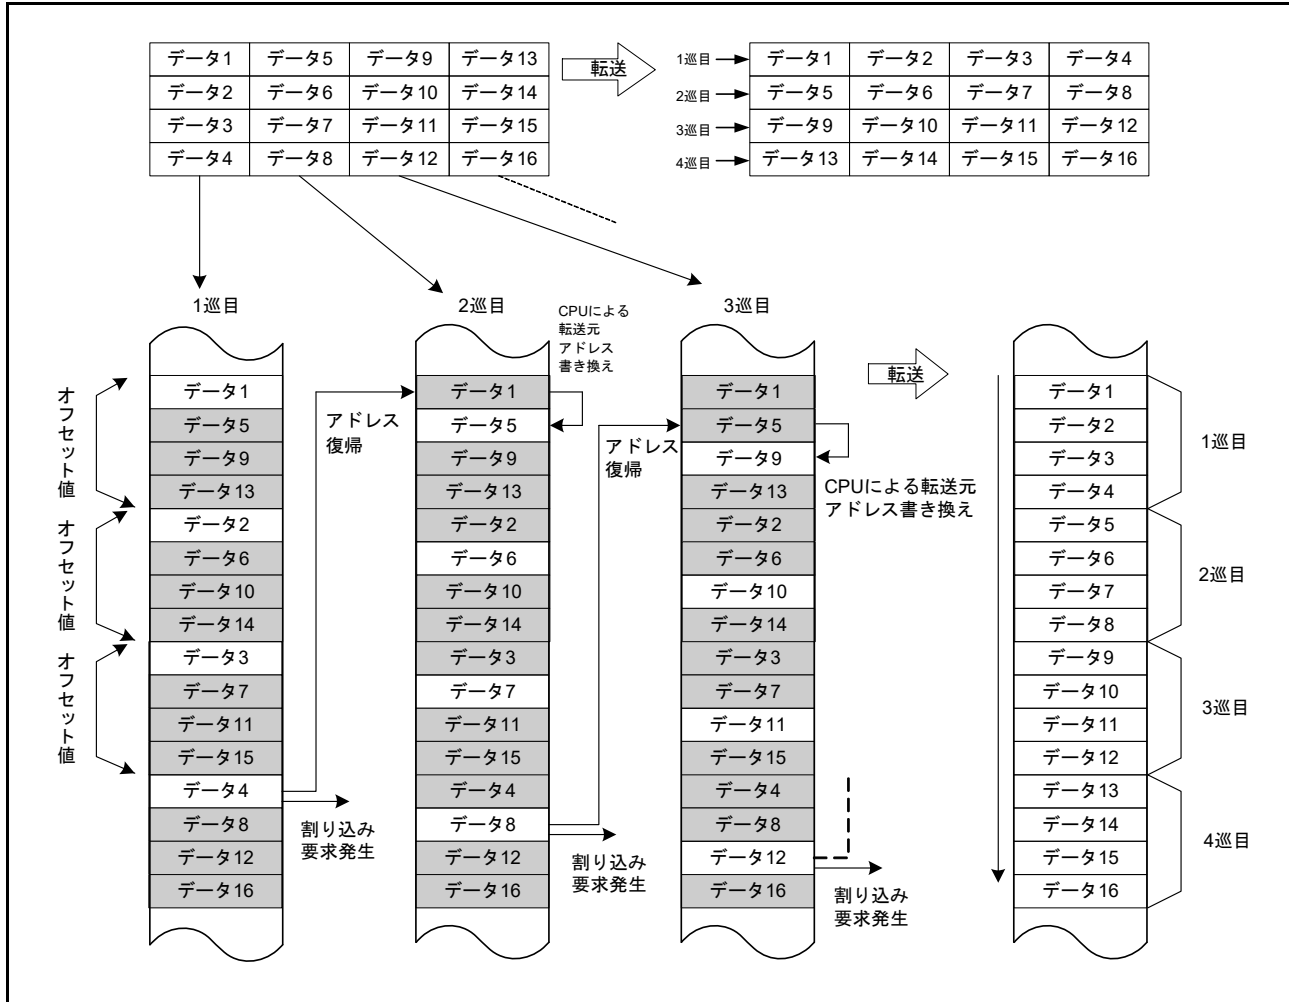 データ1 データ5 データ9 データ13
データ2 データ6 データ10 データ14
データ3 データ7 データ11 データ15
データ4 データ8 データ12 データ16
転送
1巡目 データ1 データ2 データ3 データ4
2巡目 データ5 データ6 データ7 データ8
3巡目 データ9 データ10 データ11 データ12
4巡目 データ13 データ14 データ15 データ16
1巡目
オフセット値
オフセット値
オフセット値
データ1
データ5
データ9
データ13
データ2
データ6
データ10
データ14
データ3
データ7
データ11
データ15
データ4
データ8
データ12
データ16
アドレス
復帰
割り込み
要求発生
2巡目
CPUによる
転送元
アドレス
書き換え
データ1
データ5
データ9
データ13
データ2
データ6
データ10
データ14
データ3
データ7
データ11
データ15
データ4
データ8
データ12
データ16
アドレス
復帰
割り込み
要求発生
3巡目
データ1
データ5
データ9
データ13
データ2
データ6
データ10
データ14
データ3
データ7
データ11
データ15
データ4
データ8
データ12
データ16
CPUによる転送元
アドレス書き換え
割り込み
要求発生
転送
データ1
データ2
データ3
データ4
データ5
データ6
データ7
データ8
データ9
データ10
データ11
データ12
データ13
データ14
データ15
データ16
1巡目
2巡目
3巡目
4巡目